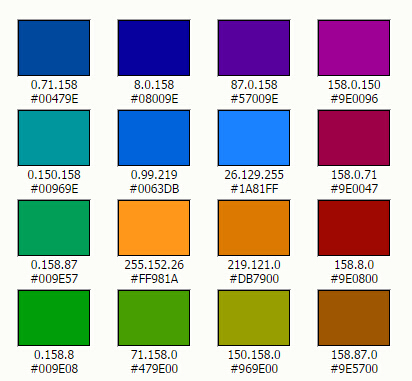 0.71.158 8.0.158 87.0.158 158.0.150
#00479E #08009E #57009E #9E0096
0.150.158 0.99.219 26.129.255 158.0.71
#00969E #0063DB #1A81FF #9E0047
0.158.87 255.152.26 219.121.0 158.8.0
#009E57 #FF981A #DB7900 #9E0800
0.158.8 71.158.0 150.158.0 158.87.0
#009E08 #479E00 #969E00 #9E5700